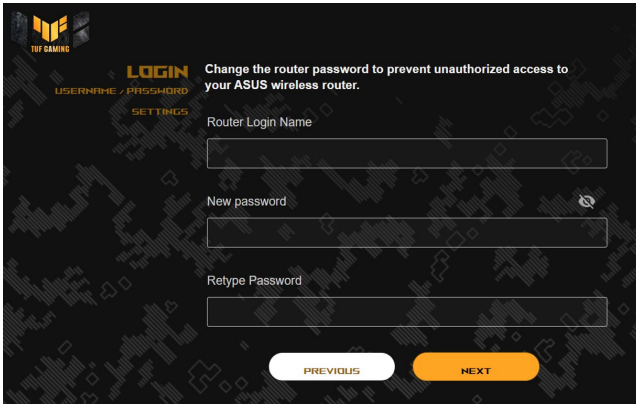 TUF GAMING
LOGIN
USERNAME / PASSWORD
SETTINGS
Change the router password to prevent unauthorized access to
your ASUS wireless router.
Router Login Name
New password
Retype Password
PREVIOUS
NEXT